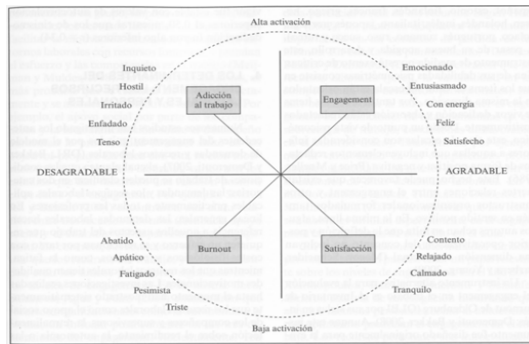 Alta activación
Inquieto
Hostil
Irritado
Enfadado
Tenso
Adicción
al trabajo
Engagement
Emocionado
Entusiasmado
Con energía
Feliz
Satisfecho
DESAGRADABLE
AGRADABLE
Abatido
Apático
Fatigado
Pesimista
Triste
Burnout
Satisfacción
Contento
Relajado
Calmado
Tranquilo
Baja activación